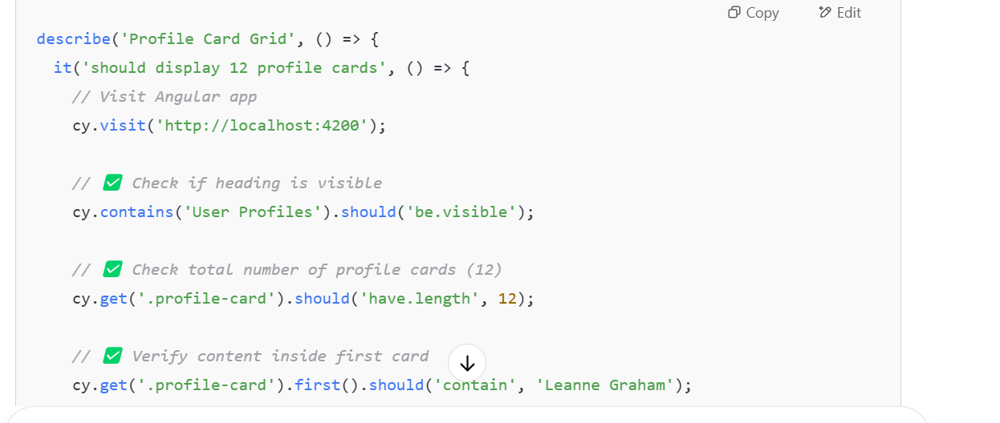 Copy Edit
describe('Profile Card Grid', () => {
it('should display 12 profile cards', () => {
// Visit Angular app
cy.visit('http://localhost:4200');
// ✅ Check if heading is visible
cy.contains('User Profiles').should('be.visible');
// ✅ Check total number of profile cards (12)
cy.get('.profile-card').should('have.length', 12);
// ✅ Verify content inside first card
cy.get('.profile-card').first().should('contain', 'Leanne Graham');